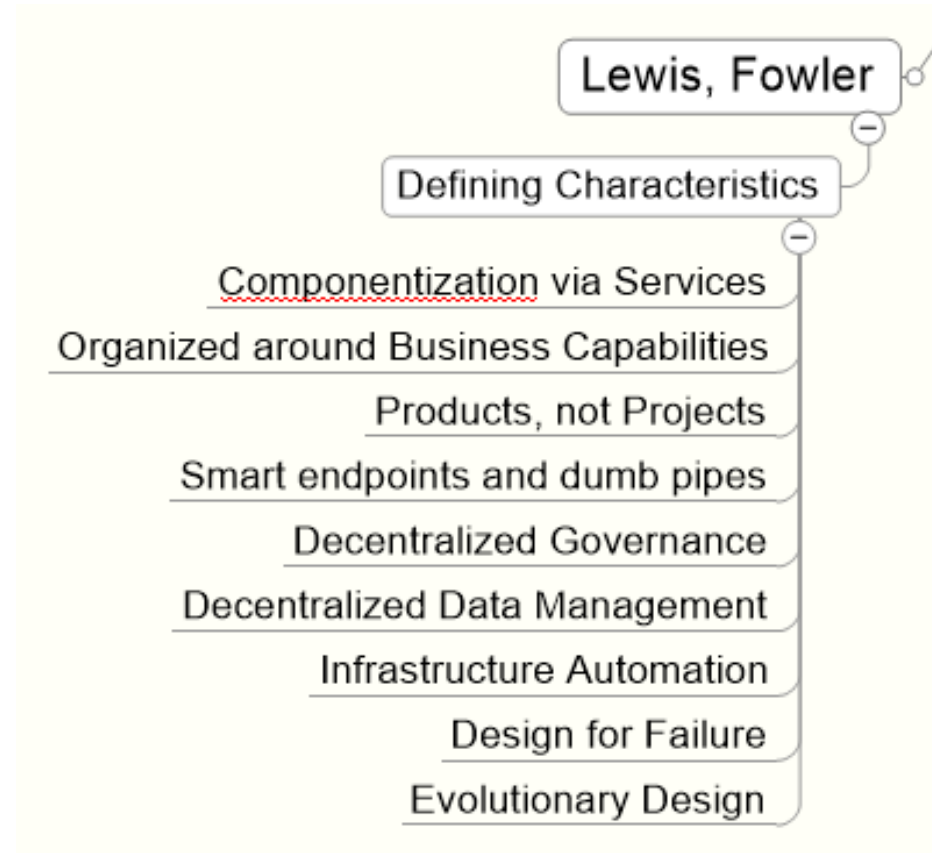 Lewis, Fowler
Defining Characteristics
Componentization via Services
Organized around Business Capabilities
Products, not Projects
Smart endpoints and dumb pipes
Decentralized Governance
Decentralized Data Management
Infrastructure Automation
Design for Failure
Evolutionary Design